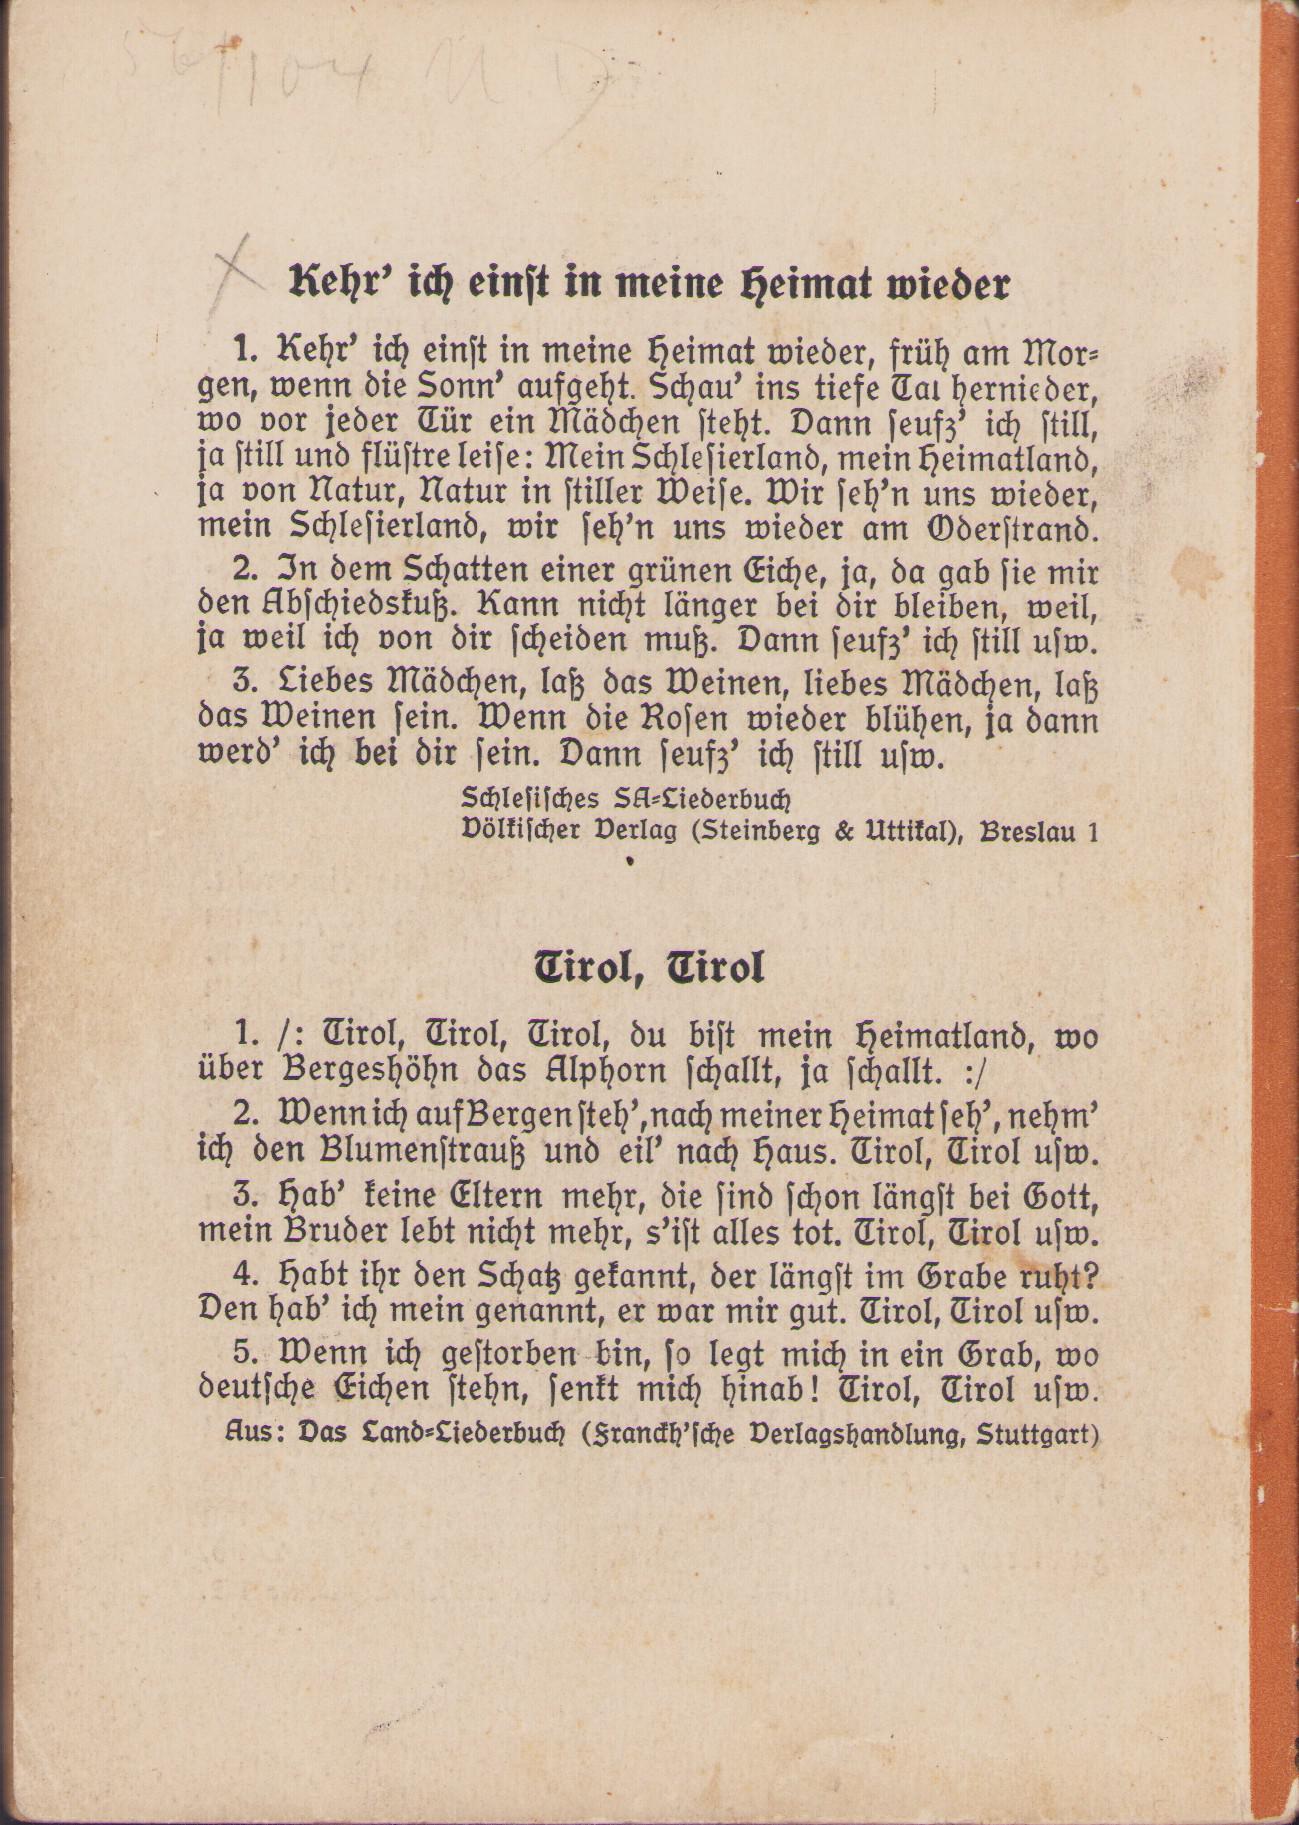 Kehr' ich einst in meine Heimat wieder
1. Kehr' ich einst in meine Heimat wieder, früh am Mor-
gen, wenn die Sonn' aufgeht. Schau' ins tiefe Tal hernieder,
wo vor jeder Tür ein Mädchen steht. Dann seufz' ich still,
ja still und flüstre leise: Mein Schlesierland, mein Heimatland,
ja von Natur, Natur in stiller Weise. Wir seh'n uns wieder,
mein Schlesierland, wir seh'n uns wieder am Oderstrand.
2. In dem Schatten einer grünen Eiche, ja, da gab sie mir
den Abschiedskuß. Kann nicht länger bei dir bleiben, weil,
ja weil ich von dir scheiden muß. Dann seufz' ich still usw.
3. Liebes Mädchen, laß das Weinen, liebes Mädchen, laß
das Weinen sein. Wenn die Rosen wieder blühen, ja dann
werd' ich bei dir sein. Dann seufz' ich still usw.
Schlesisches SA-Liederbuch
Völkischer Verlag (Steinberg & Uttikal), Breslau 1
Tirol, Tirol
1. /: Tirol, Tirol, Tirol, du bist mein Heimatland, wo
über Bergeshöhn das Alphorn schallt, ja schallt. :/
2. Wenn ich auf Bergen steh', nach meiner Heimat seh', nehm'
ich den Blumenstrauß und eil' nach Haus. Tirol, Tirol usw.
3. Hab' keine Eltern mehr, die sind schon längst bei Gott,
mein Bruder lebt nicht mehr, s'ist alles tot. Tirol, Tirol usw.
4. Habt ihr den Schatz gekannt, der längst im Grabe ruht?
Den hab' ich mein genannt, er war mir gut. Tirol, Tirol usw.
5. Wenn ich gestorben bin, so legt mich in ein Grab, wo
deutsche Eichen stehn, senkt mich hinab! Tirol, Tirol usw.
Aus: Das Land-Liederbuch (Franckh'sche Verlagshandlung, Stuttgart)